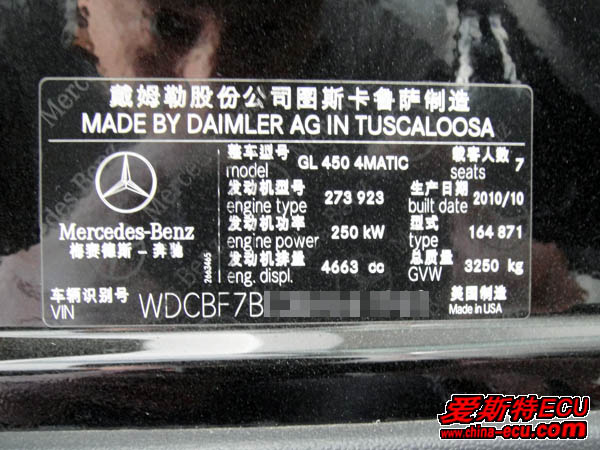 戴姆勒股份公司图斯卡鲁萨制造
MADE BY DAIMLER AG IN TUSCALOOSA
整车型号 GL 450 4MATIC 载客人数 7
model seats
发动机型号 273 923 生产日期 2010/10
engine type built date
发动机功率 250 kW 型式 164 871
engine power type
发动机排量 4663 cc 总质量 3250 kg
eng. displ. GVW
Mercedes-Benz
梅赛德斯－奔驰
2663465
车辆识别号 WDCBF7B 美国制造
VIN Made in USA
爱斯特ECU
www.china-ecu.com